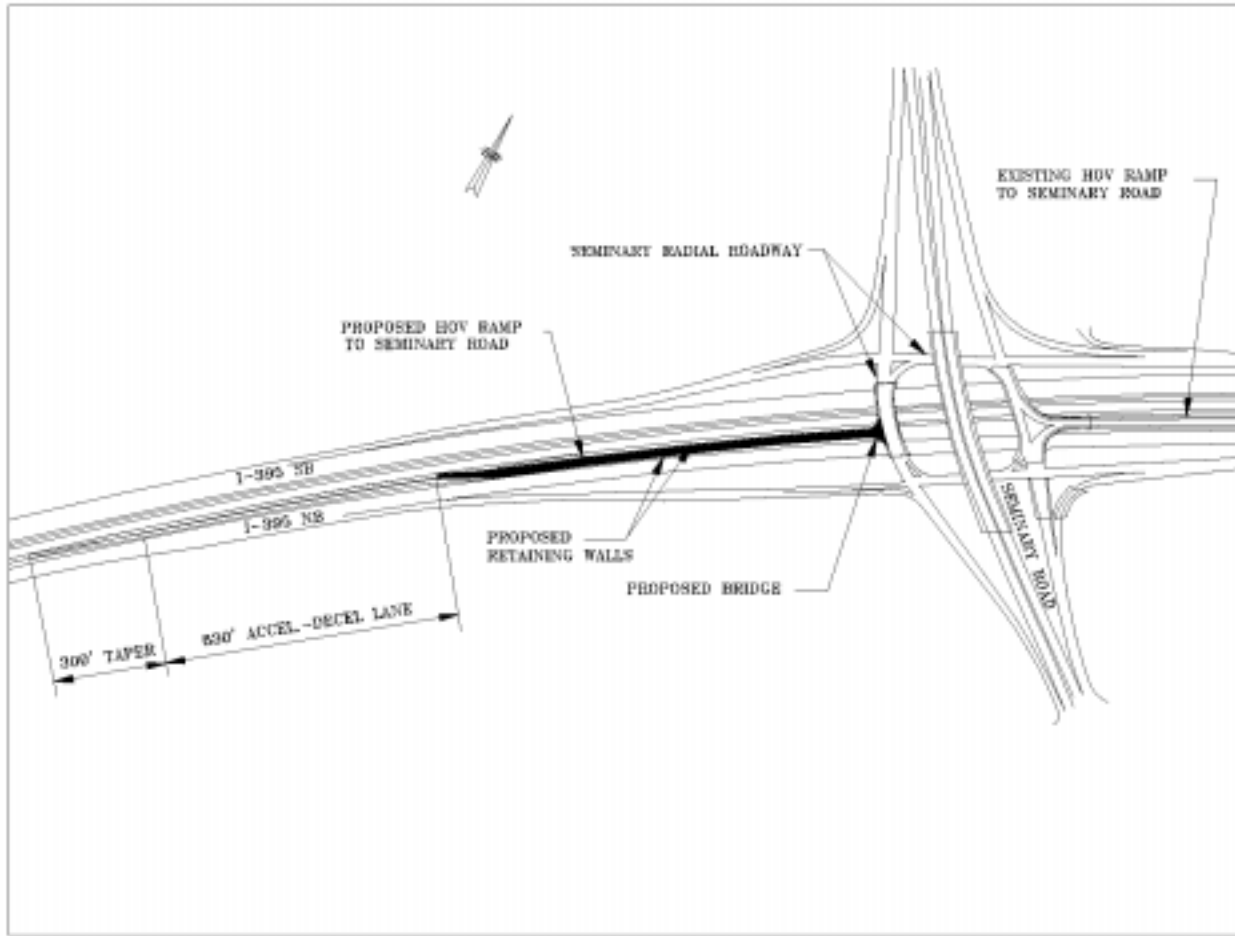 EXISTING HOV RAMP
TO SEMINARY ROAD
SEMINARY RADIAL ROADWAY
PROPOSED HOV RAMP
TO SEMINARY ROAD
I-395 SB
I-395 NB
PROPOSED
RETAINING WALLS
PROPOSED BRIDGE
SEMINARY ROAD
300' TAPER
ACCEL.-DECEL LANE